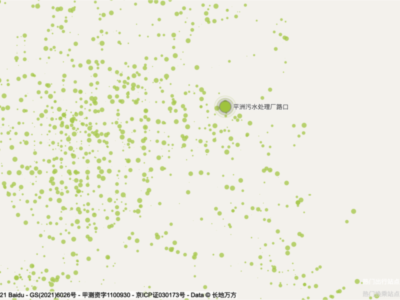 平洲污水处理厂路口
21 Baidu - GS(2021)6026号 - 甲测资字1100930 - 京ICP证030173号 - Data © 长地万方